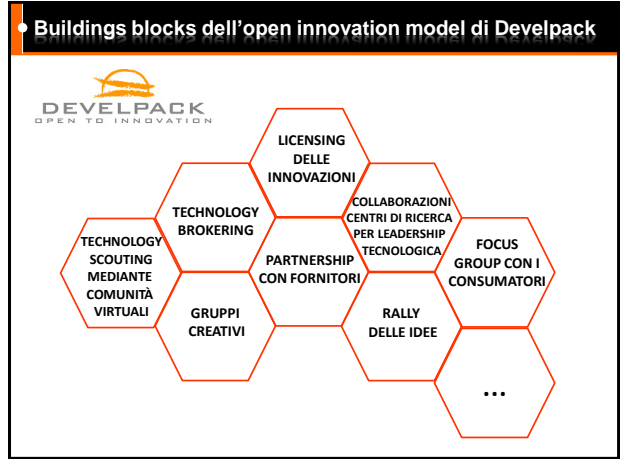 Buildings blocks dell'open innovation model di Develpack
DEVELPACK
OPEN TO INNOVATION
LICENSING
DELLE
INNOVAZIONI
TECHNOLOGY
BROKERING
COLLABORAZIONI
CENTRI DI RICERCA
PER LEADERSHIP
TECNOLOGICA
TECHNOLOGY
SCOUTING
MEDIANTE
COMUNITÀ
VIRTUALI
PARTNERSHIP
CON FORNITORI
FOCUS
GROUP CON I
CONSUMATORI
GRUPPI
CREATIVI
RALLY
DELLE IDEE
...